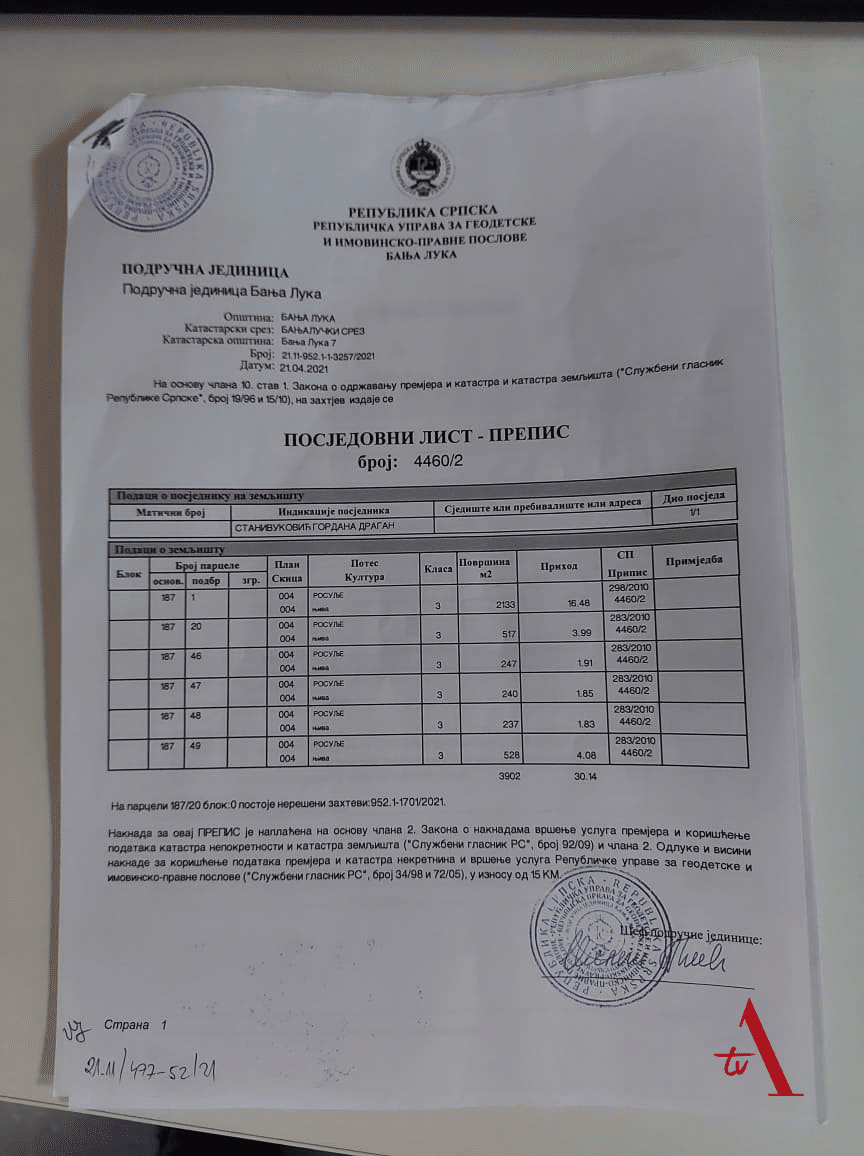 РЕПУБЛИКА СРПСКА
РЕПУБЛИЧКА УПРАВА ЗА ГЕОДЕТСКЕ
И ИМОВИНСКО-ПРАВНЕ ПОСЛОВЕ
БАЊА ЛУКА
ПОДРУЧНА ЈЕДИНИЦА
Подручна јединица Бања Лука
Општина: БАЊА ЛУКА
Катастарски срез: БАЊАЛУЧКИ СРЕЗ
Катастарска општина: Бања Лука 7
Број: 21.11-952.1-1-3257/2021
Датум: 21.04.2021
На основу члана 10. став 1. Закона о одржавању премјера и катастра и катастра земљишта ("Службени гласник
Републике Српске", број 19/96 и 15/10), на захтјев издаје се
ПОСЈЕДОВНИ ЛИСТ - ПРЕПИС
број: 4460/2
Подаци о посједнику на земљишту
Матични број Индикације посједника Сједиште или пребивалиште или адреса Дио посједа
СТАНИВУКОВИЋ ГОРДАНА ДРАГАН 1/1
Подаци о земљишту
Блок Број парцеле План Потес Класа Површина Приход СП Примједба
основ. подбр згр. Скица Култура м2 Припис
187 1 004 РОСУЉЕ 298/2010
004 њива 3 2133 16.48 4460/2
187 20 004 РОСУЉЕ 283/2010
004 њива 3 517 3.99 4460/2
187 46 004 РОСУЉЕ 283/2010
004 њива 3 247 1.91 4460/2
187 47 004 РОСУЉЕ 283/2010
004 њива 3 240 1.85 4460/2
187 48 004 РОСУЉЕ 283/2010
004 њива 3 237 1.83 4460/2
187 49 004 РОСУЉЕ 283/2010
004 њива 3 528 4.08 4460/2
3902 30.14
На парцели 187/20 блок:0 постоје нерешени захтеви:952.1-1701/2021.
Накнада за овај ПРЕПИС је наплаћена на основу члана 2. Закона о накнадама вршење услуга премјера и коришћење
података катастра непокретности и катастра земљишта ("Службени гласник РС", број 92/09) и члана 2. Одлуке и висини
накнаде за коришћење података премјера и катастра некретнина и вршење услуга Републичке управе за геодетске и
имовинско-правне послове ("Службени гласник РС", број 34/98 и 72/05), у износу од 15 КМ.
Шеф подручне јединице:
Страна 1
21.11/477-52/21
tv A